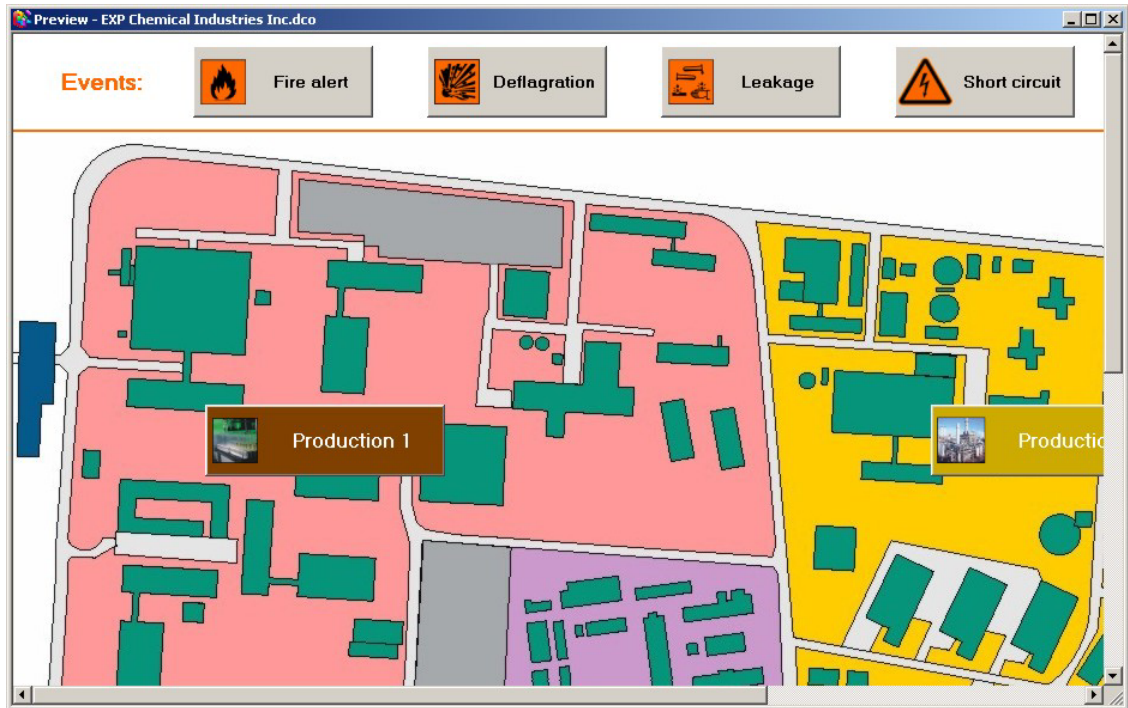 Preview - EXP Chemical Industries Inc.dco
Events:
Fire alert
Deflagration
Leakage
Short circuit
Production 1
Productio